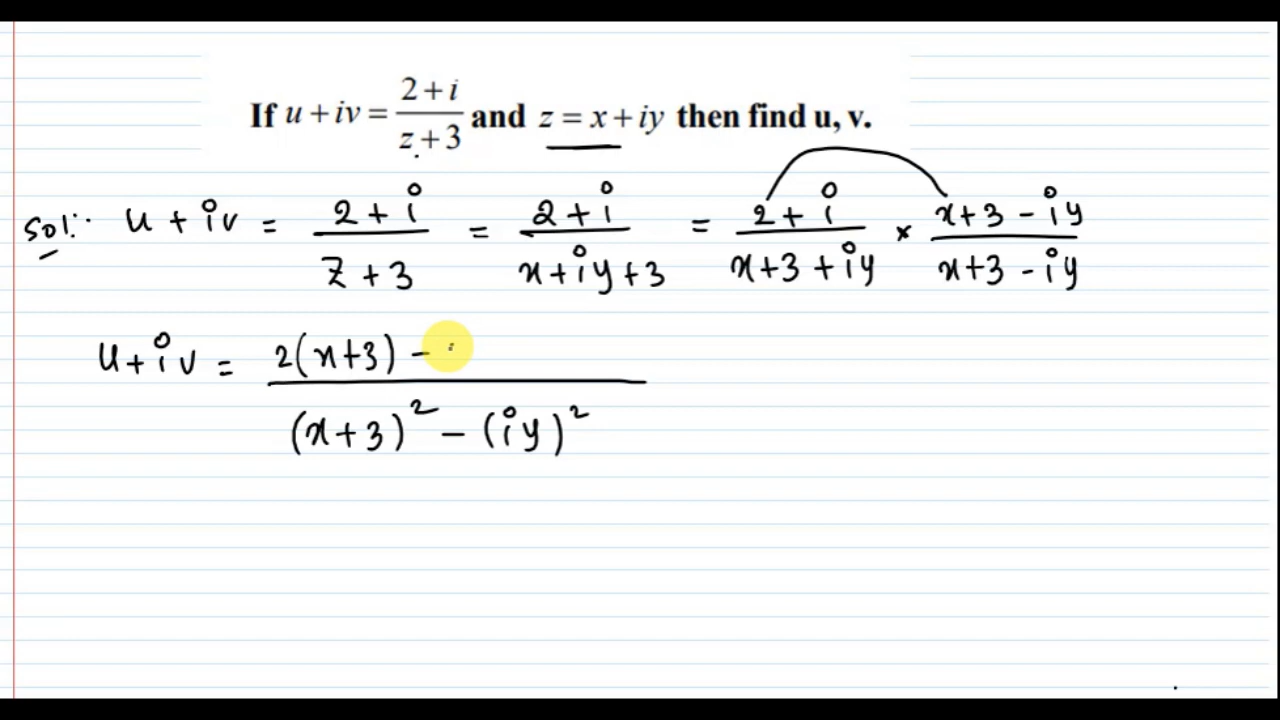 If u + iv = (2 + i)/(z + 3) and z = x + iy then find u, v.
Sol:- u + iv = (2 + i)/(z + 3) = (2 + i)/(x + iy + 3) = (2 + i)/(x + 3 + iy) × (x + 3 - iy)/(x + 3 - iy)
u + iv = (2(x + 3) -)/((x + 3)² - (iy)²)